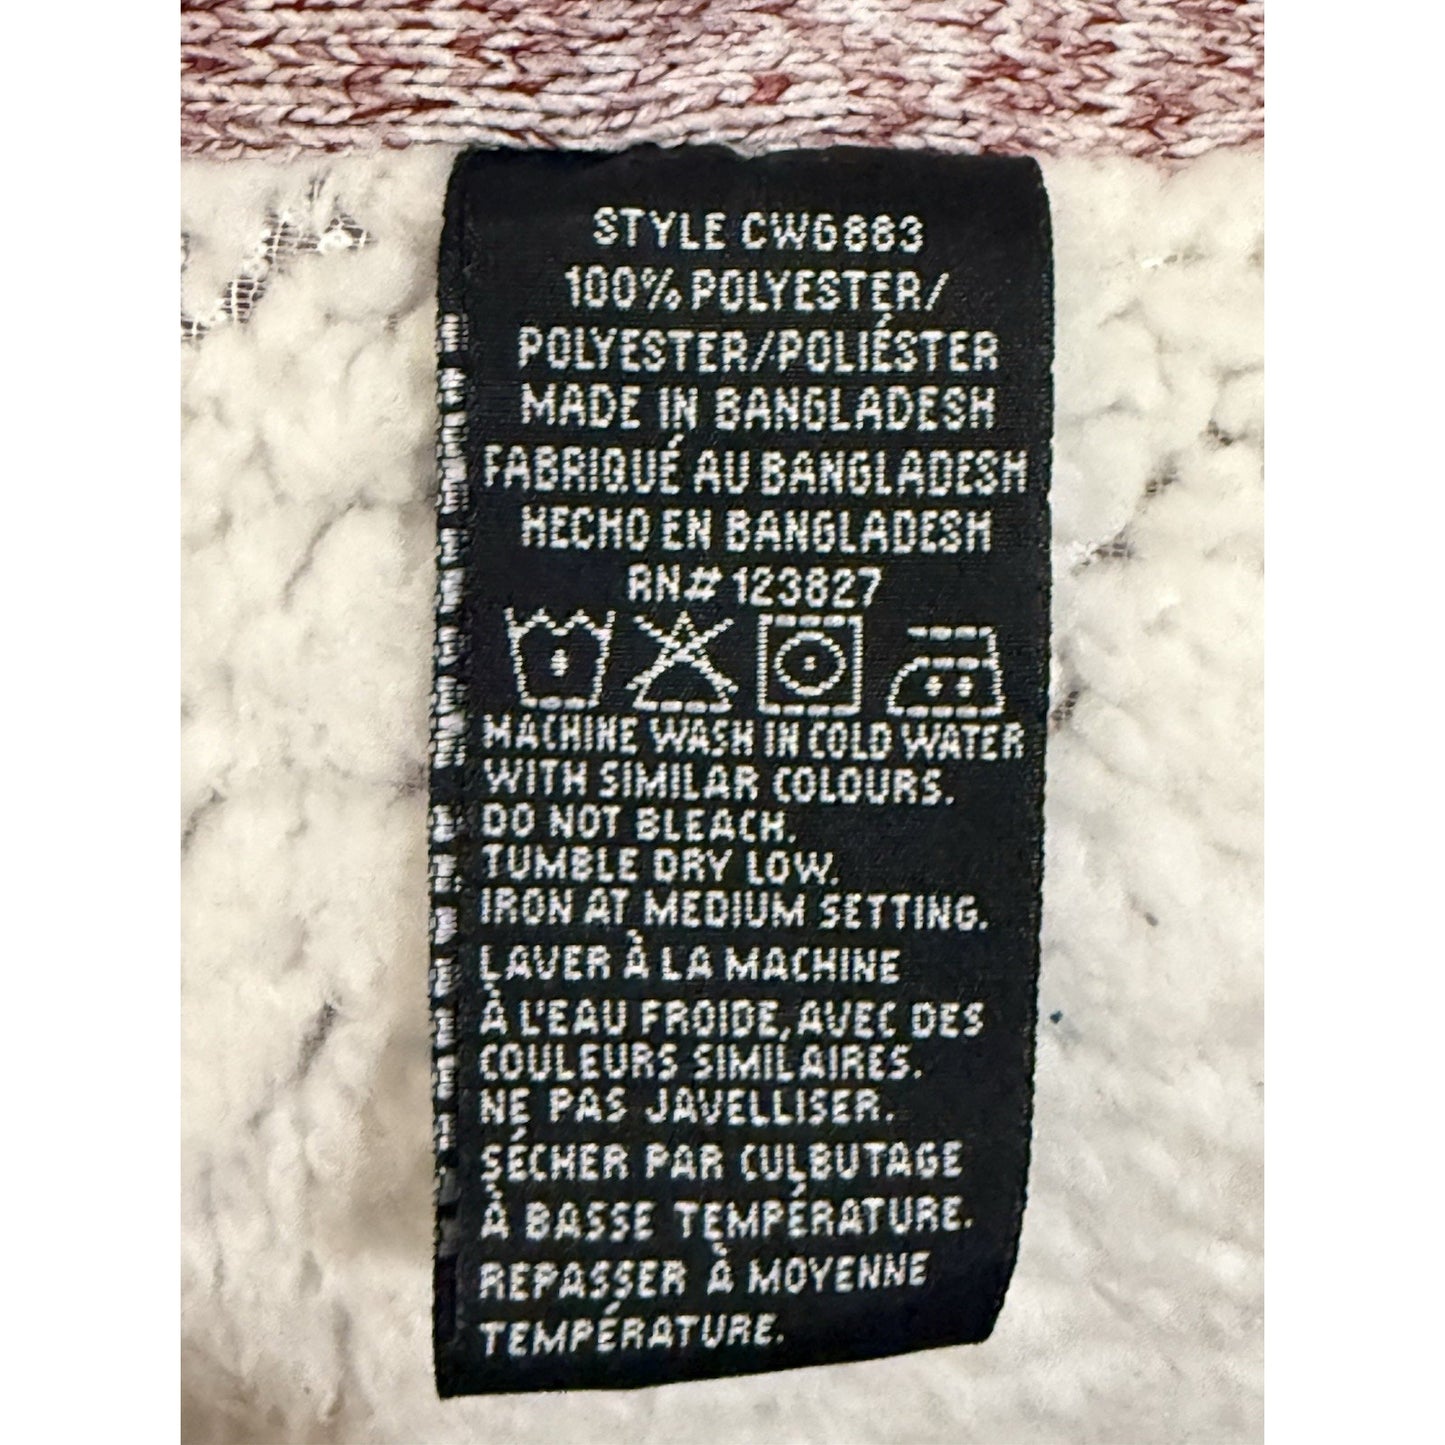 STYLE CW6883
100% POLYESTER/
POLYESTER/POLIÉSTER
MADE IN BANGLADESH
FABRIQUÉ AU BANGLADESH
HECHO EN BANGLADESH
RN# 123827
MACHINE WASH IN COLD WATER
WITH SIMILAR COLOURS.
DO NOT BLEACH.
TUMBLE DRY LOW.
IRON AT MEDIUM SETTING.
LAVER À LA MACHINE
À L'EAU FROIDE, AVEC DES
COULEURS SIMILAIRES.
NE PAS JAVELLISER.
SÉCHER PAR CULBUTAGE
À BASSE TEMPÉRATURE.
REPASSER À MOYENNE
TEMPÉRATURE.